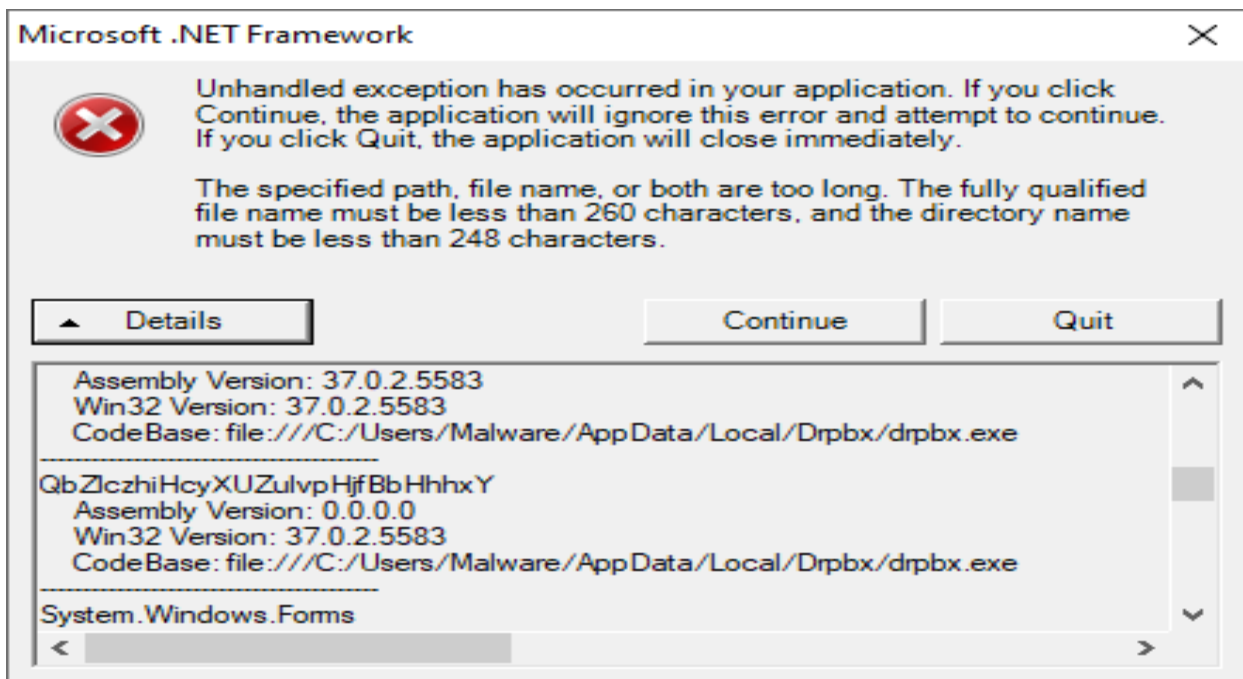 Microsoft .NET Framework
Unhandled exception has occurred in your application. If you click
Continue, the application will ignore this error and attempt to continue.
If you click Quit, the application will close immediately.
The specified path, file name, or both are too long. The fully qualified
file name must be less than 260 characters, and the directory name
must be less than 248 characters.
Details
Continue
Quit
Assembly Version: 37.0.2.5583
Win32 Version: 37.0.2.5583
CodeBase: file:///C:/Users/Malware/AppData/Local/Drpbx/drpbx.exe
----------------------------------------
QbZlczhiHcyXUZulvpHjfBbHhhxY
Assembly Version: 0.0.0.0
Win32 Version: 37.0.2.5583
CodeBase: file:///C:/Users/Malware/AppData/Local/Drpbx/drpbx.exe
----------------------------------------
System.Windows.Forms